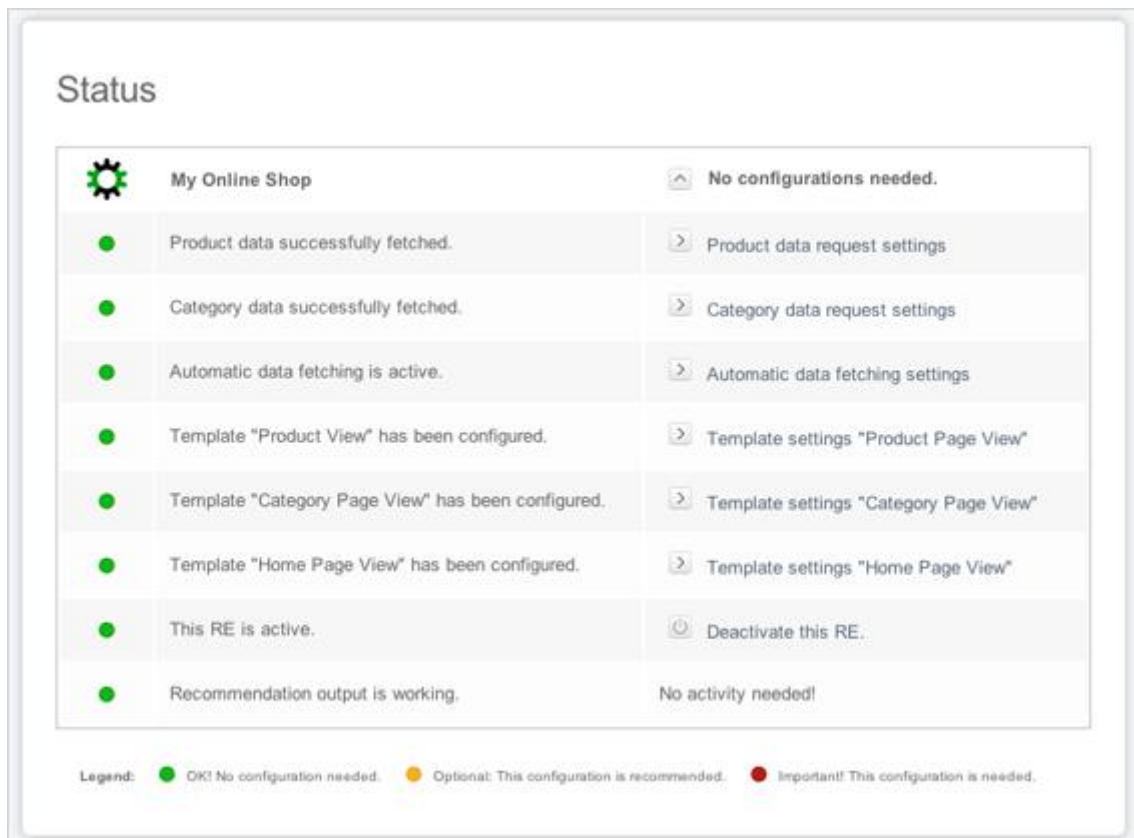 Status
My Online Shop No configurations needed.
Product data successfully fetched. Product data request settings
Category data successfully fetched. Category data request settings
Automatic data fetching is active. Automatic data fetching settings
Template "Product View" has been configured. Template settings "Product Page View"
Template "Category Page View" has been configured. Template settings "Category Page View"
Template "Home Page View" has been configured. Template settings "Home Page View"
This RE is active. Deactivate this RE.
Recommendation output is working. No activity needed!
Legend: OK! No configuration needed. Optional: This configuration is recommended. Important! This configuration is needed.